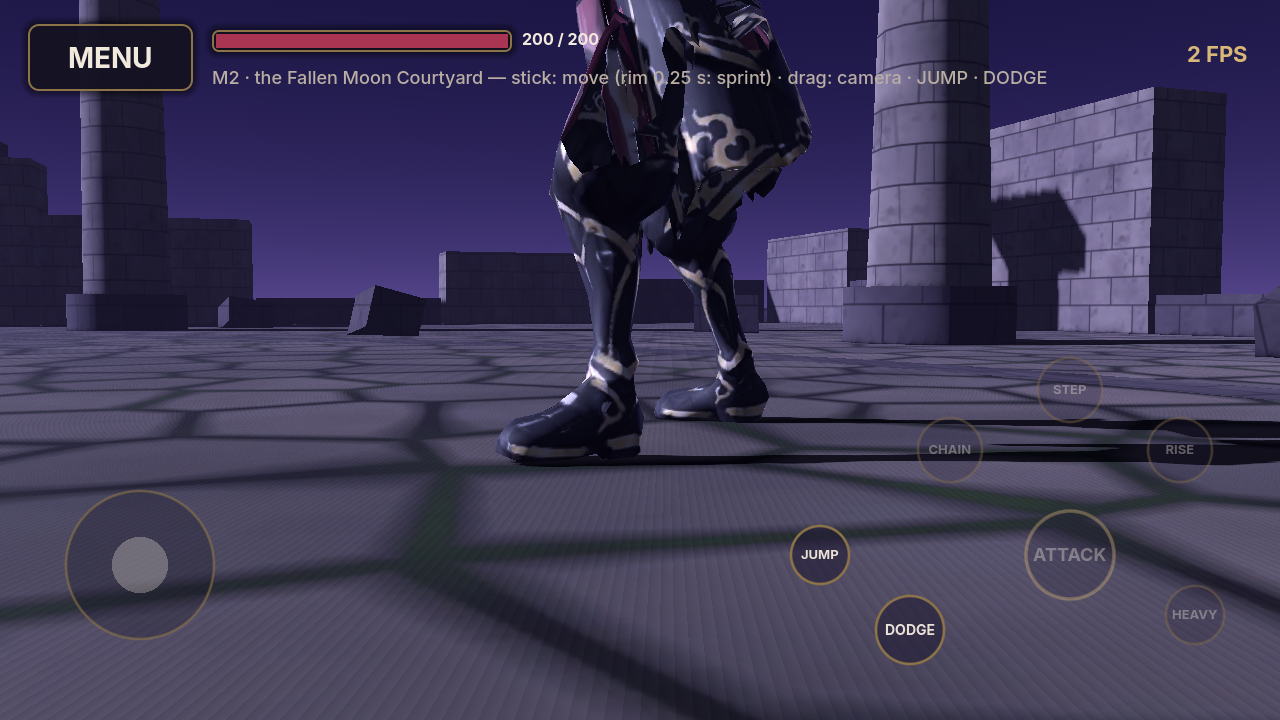 MENU
200 / 200
2 FPS
M2 · the Fallen Moon Courtyard — stick: move (rim 0.25 s: sprint) · drag: camera · JUMP · DODGE
STEP
CHAIN
RISE
JUMP
ATTACK
HEAVY
DODGE